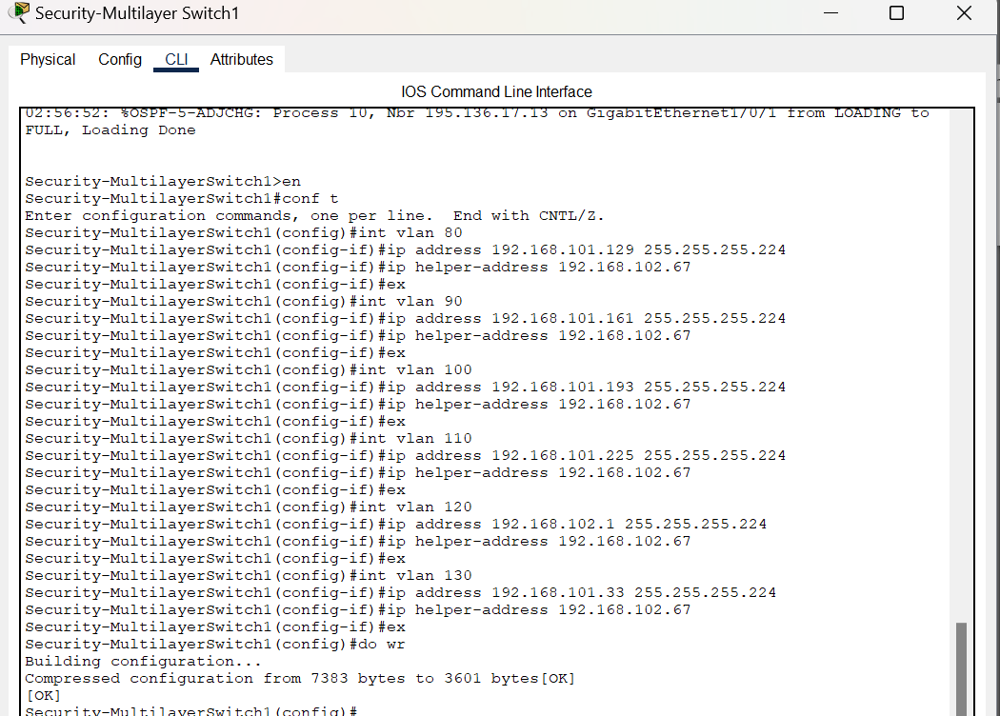 Security-Multilayer Switch1
Physical Config CLI Attributes
IOS Command Line Interface
02:56:52: %OSPF-5-ADJCHG: Process 10, Nbr 195.136.17.13 on GigabitEthernet1/0/1 from LOADING to
FULL, Loading Done
Security-MultilayerSwitch1>en
Security-MultilayerSwitch1#conf t
Enter configuration commands, one per line.  End with CNTL/Z.
Security-MultilayerSwitch1(config)#int vlan 80
Security-MultilayerSwitch1(config-if)#ip address 192.168.101.129 255.255.255.224
Security-MultilayerSwitch1(config-if)#ip helper-address 192.168.102.67
Security-MultilayerSwitch1(config-if)#ex
Security-MultilayerSwitch1(config)#int vlan 90
Security-MultilayerSwitch1(config-if)#ip address 192.168.101.161 255.255.255.224
Security-MultilayerSwitch1(config-if)#ip helper-address 192.168.102.67
Security-MultilayerSwitch1(config-if)#ex
Security-MultilayerSwitch1(config)#int vlan 100
Security-MultilayerSwitch1(config-if)#ip address 192.168.101.193 255.255.255.224
Security-MultilayerSwitch1(config-if)#ip helper-address 192.168.102.67
Security-MultilayerSwitch1(config-if)#ex
Security-MultilayerSwitch1(config)#int vlan 110
Security-MultilayerSwitch1(config-if)#ip address 192.168.101.225 255.255.255.224
Security-MultilayerSwitch1(config-if)#ip helper-address 192.168.102.67
Security-MultilayerSwitch1(config-if)#ex
Security-MultilayerSwitch1(config)#int vlan 120
Security-MultilayerSwitch1(config-if)#ip address 192.168.102.1 255.255.255.224
Security-MultilayerSwitch1(config-if)#ip helper-address 192.168.102.67
Security-MultilayerSwitch1(config-if)#ex
Security-MultilayerSwitch1(config)#int vlan 130
Security-MultilayerSwitch1(config-if)#ip address 192.168.101.33 255.255.255.224
Security-MultilayerSwitch1(config-if)#ip helper-address 192.168.102.67
Security-MultilayerSwitch1(config-if)#ex
Security-MultilayerSwitch1(config)#do wr
Building configuration...
Compressed configuration from 7383 bytes to 3601 bytes[OK]
[OK]
Security-MultilayerSwitch1(config)#